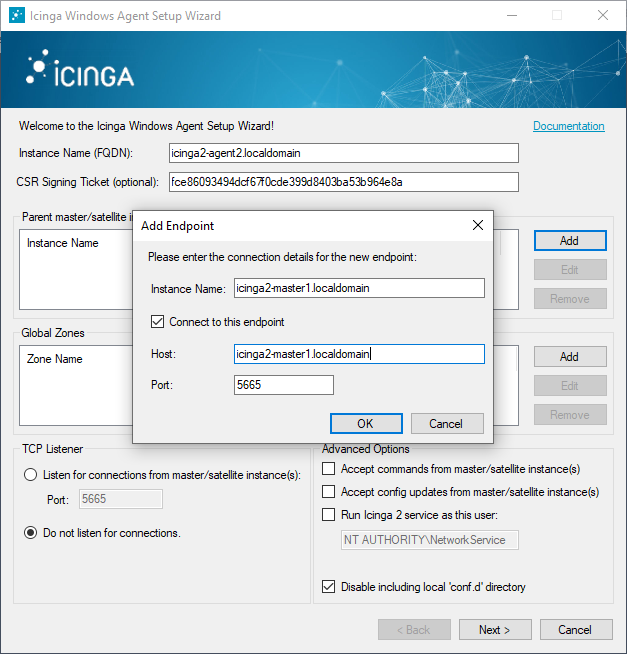 Icinga Windows Agent Setup Wizard
icinga
Welcome to the Icinga Windows Agent Setup Wizard!
Documentation
Instance Name (FQDN):
icinga2-agent2.localdomain
CSR Signing Ticket (optional):
fce86093494dcf67f0cde399d8403ba53b964e8a
Parent master/satellite i
Instance Name
Add
Edit
Remove
Add Endpoint
Please enter the connection details for the new endpoint:
Instance Name:
icinga2-master1.localdomain
Connect to this endpoint
Host:
icinga2-master1.localdomain
Port:
5665
OK
Cancel
Global Zones
Zone Name
Add
Edit
Remove
TCP Listener
Listen for connections from master/satellite instance(s):
Port:
5665
Do not listen for connections.
Advanced Options
Accept commands from master/satellite instance(s)
Accept config updates from master/satellite instance(s)
Run Icinga 2 service as this user:
NT AUTHORITY\NetworkService
Disable including local 'conf.d' directory
< Back
Next >
Cancel